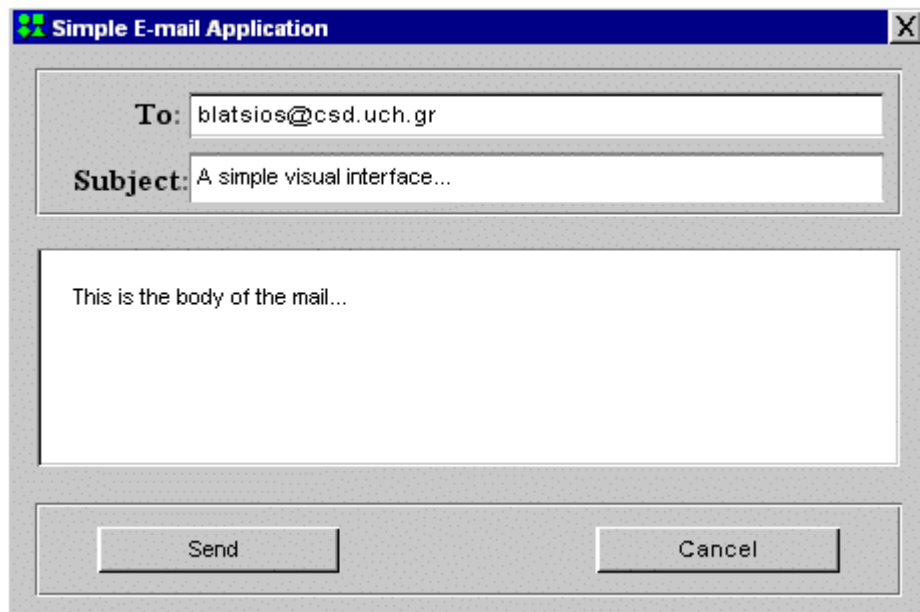 Simple E-mail Application
To: blatsios@csd.uch.gr
Subject: A simple visual interface...
This is the body of the mail...
Send Cancel